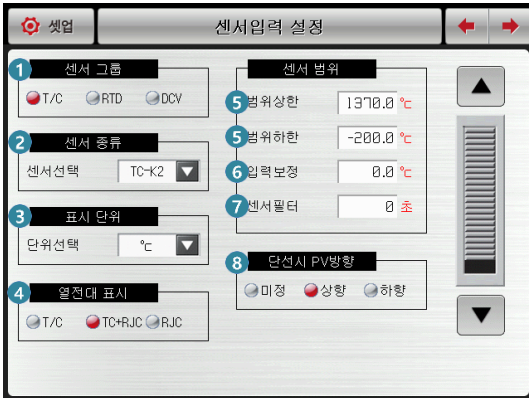 셋업
센서입력 설정
1 센서 그룹
T/C RTD DCV
2 센서 종류
센서선택 TC-K2
3 표시 단위
단위선택 ℃
4 열전대 표시
T/C TC+RJC RJC
센서 범위
5 범위상한 1370.0 ℃
5 범위하한 -200.0 ℃
6 입력보정 0.0 ℃
7 센서필터 0 초
8 단선시 PV방향
미정 상향 하향